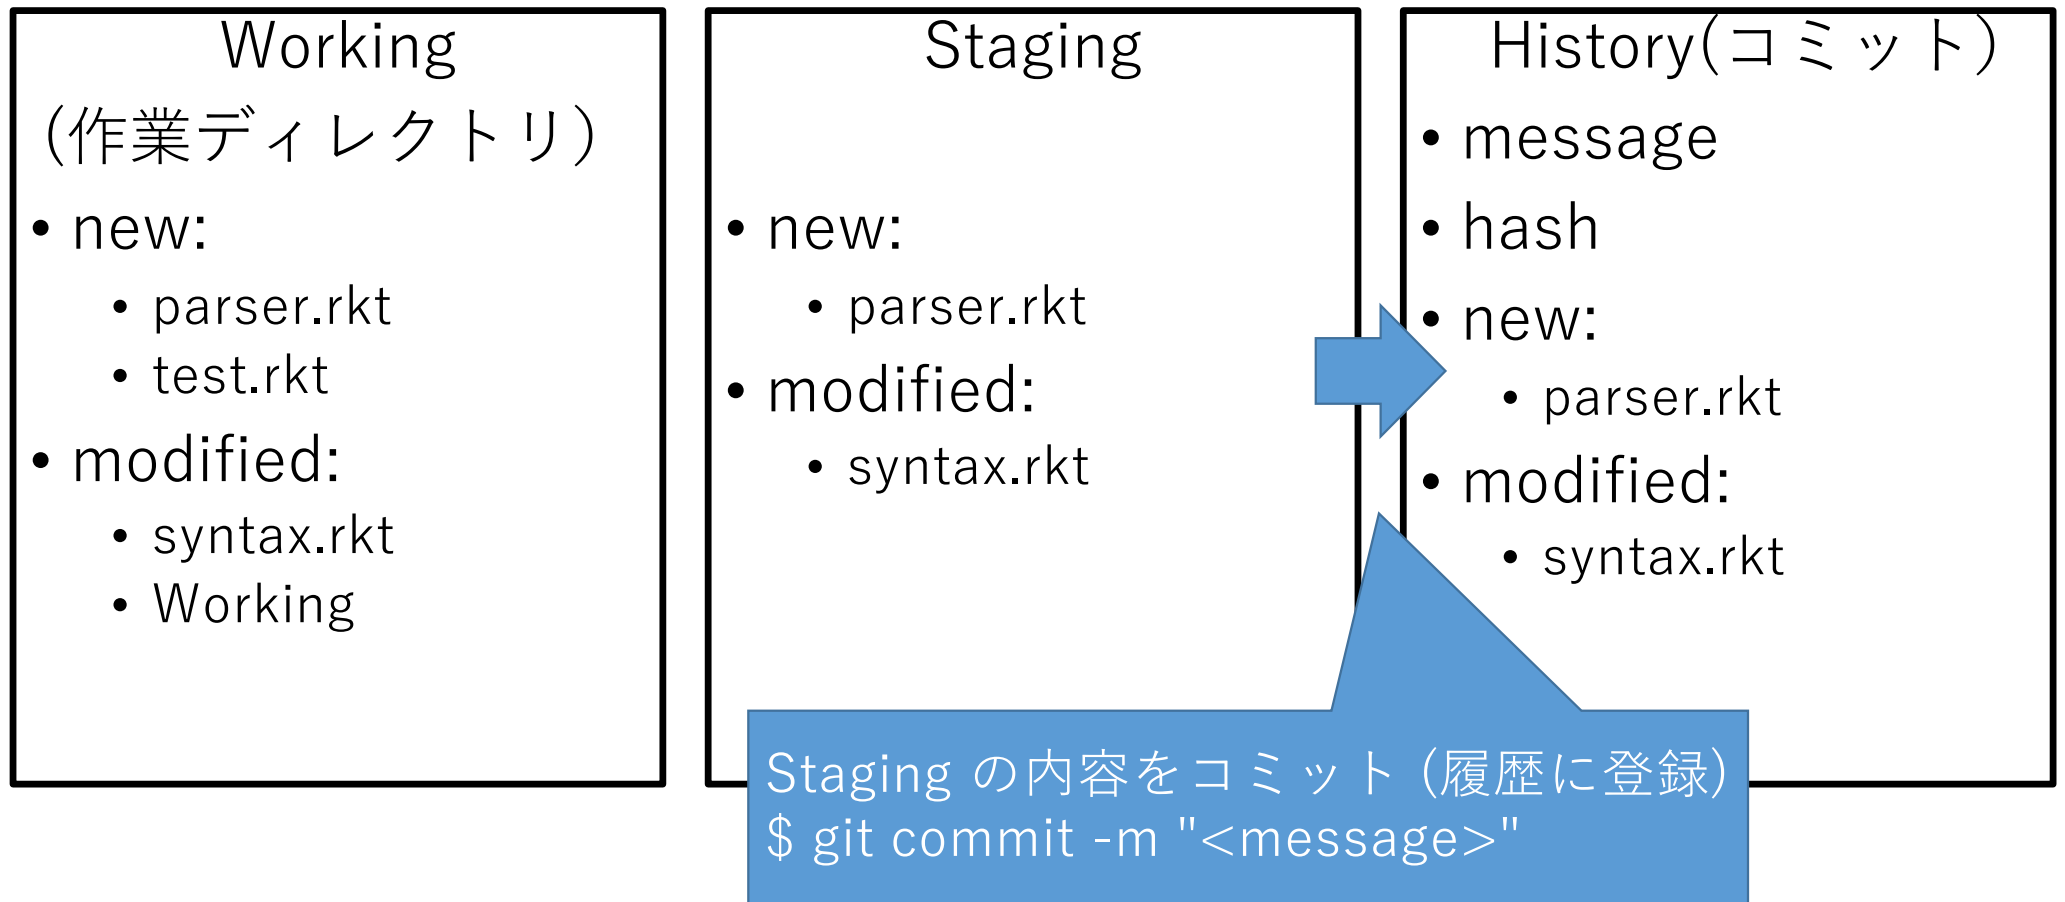 Working
(作業ディレクトリ)
• new:
• parser.rkt
• test.rkt
• modified:
• syntax.rkt
• Working
Staging
• new:
• parser.rkt
• modified:
• syntax.rkt
History(コミット)
• message
• hash
• new:
• parser.rkt
• modified:
• syntax.rkt
Staging の内容をコミット (履歴に登録)
$ git commit -m "<message>"